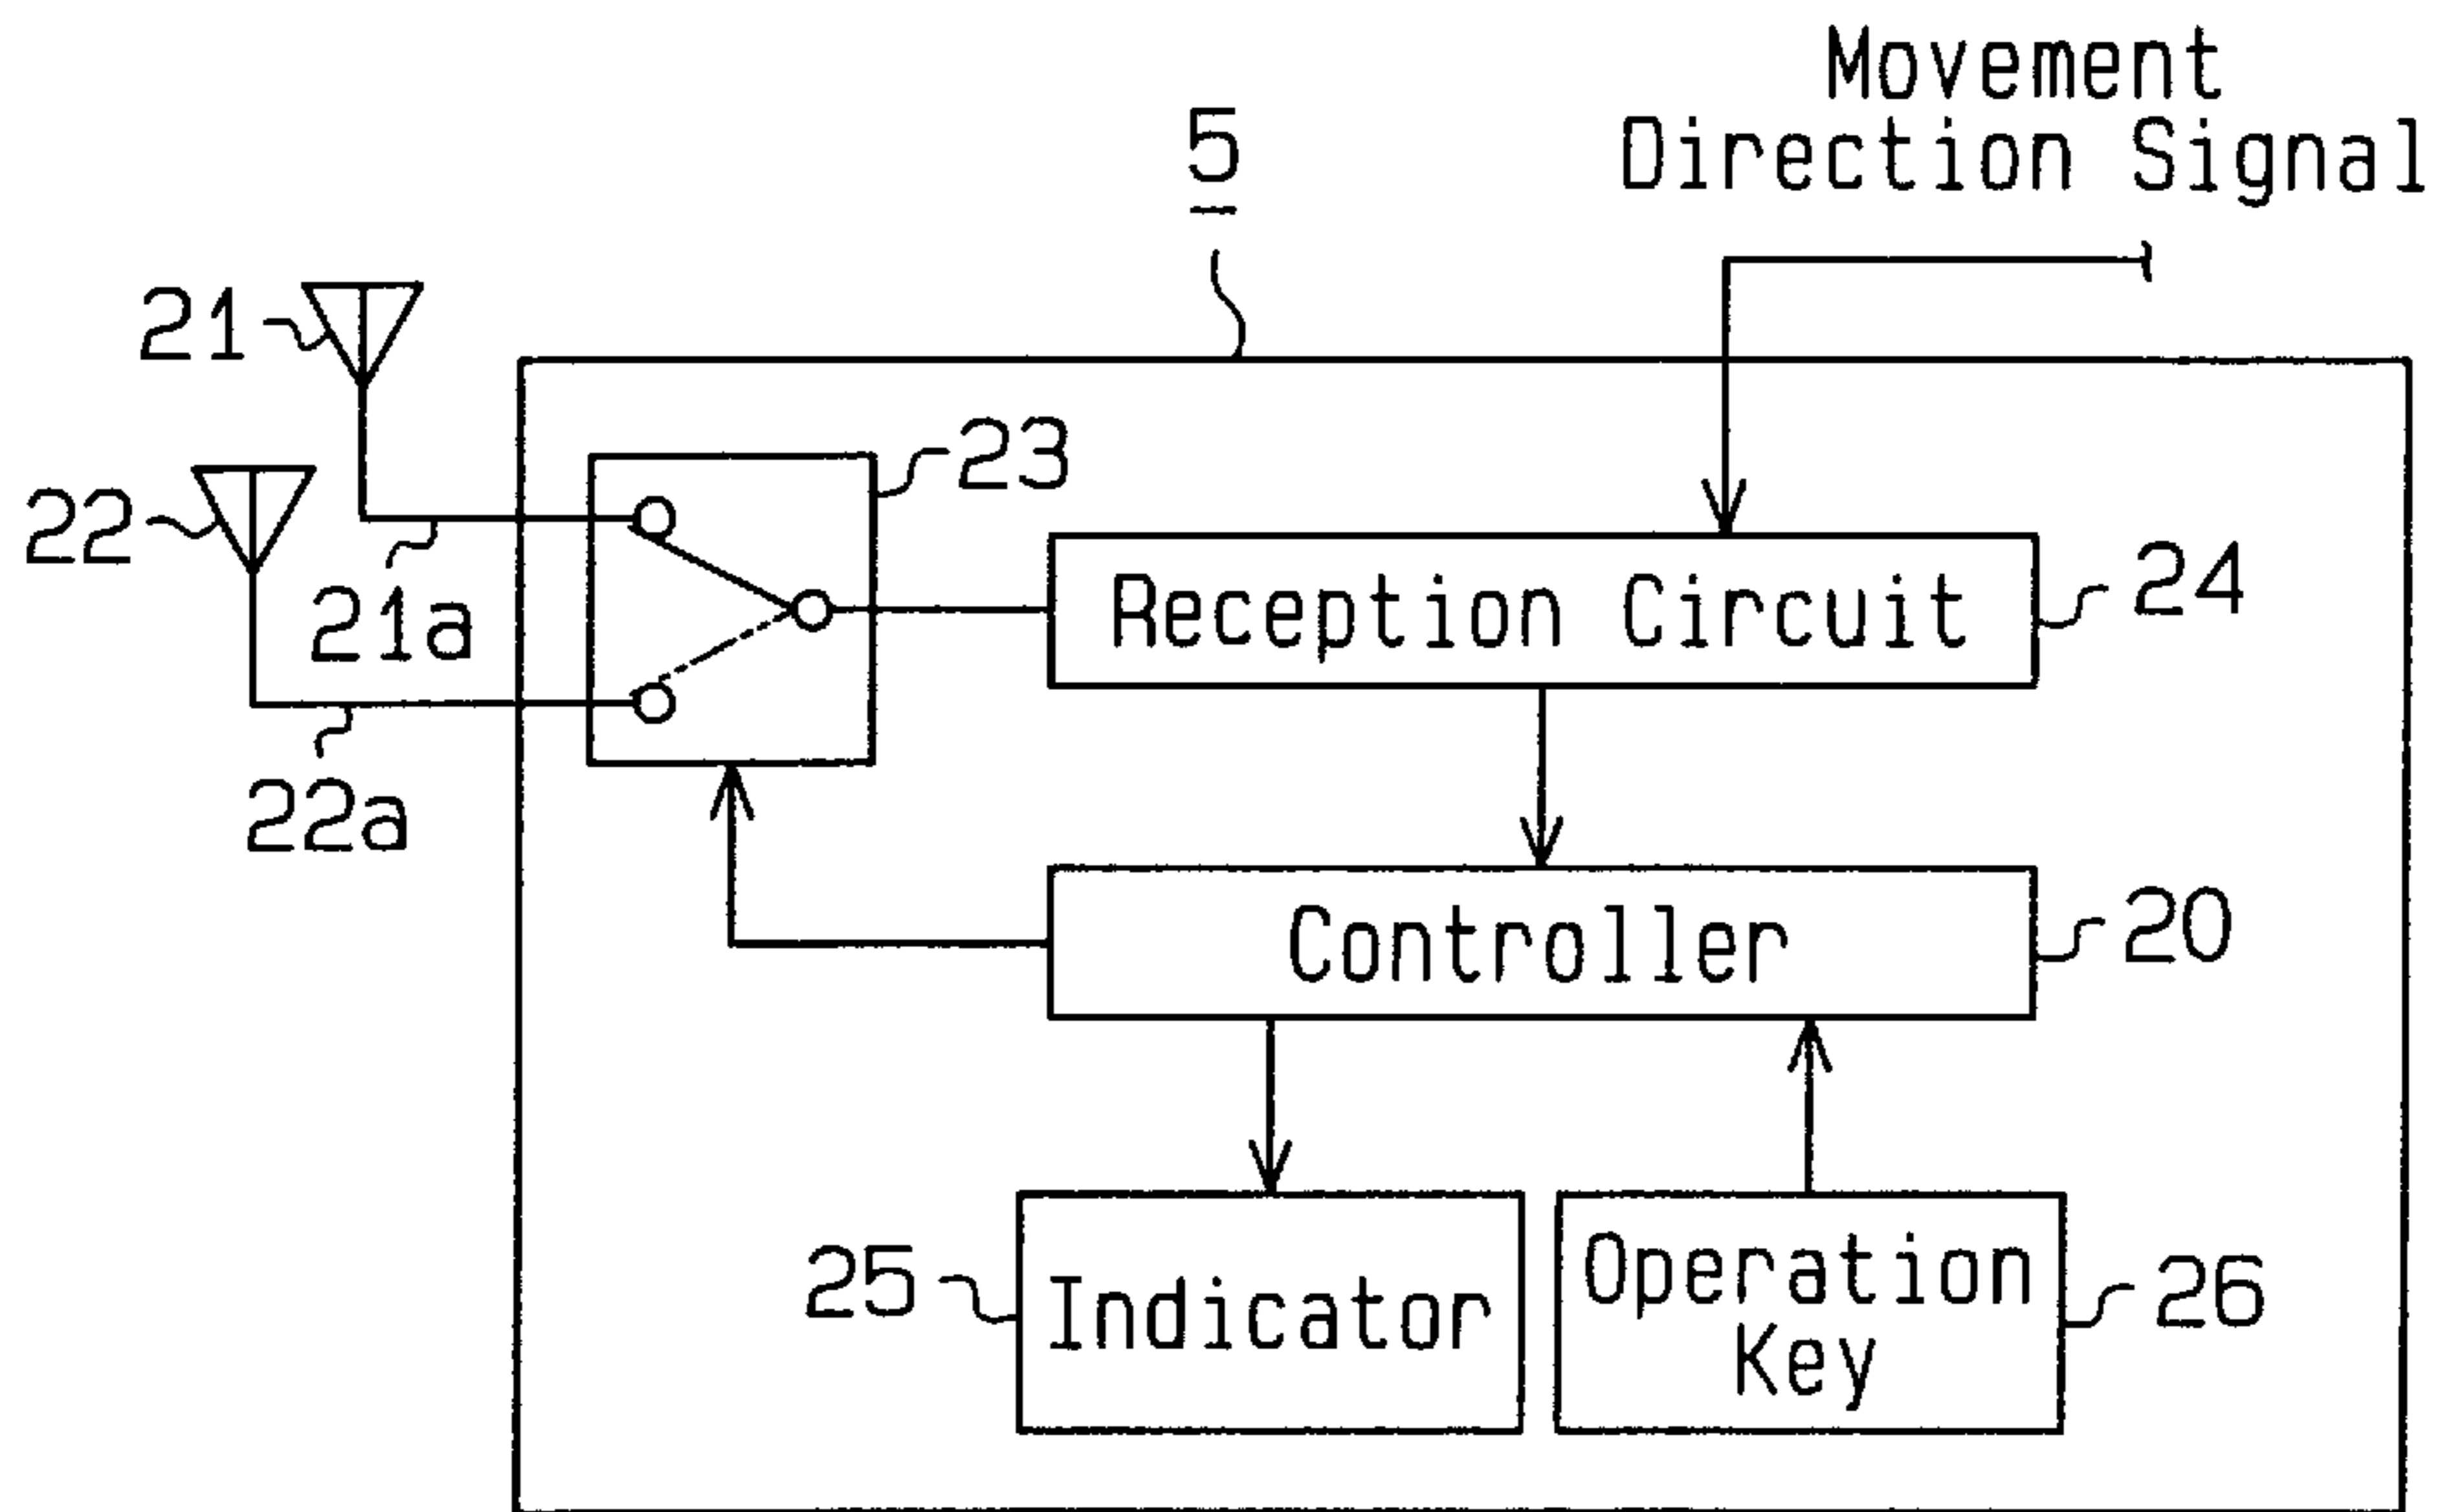 Movement
Direction Signal
5
21
22
23
21a
Reception Circuit
24
22a
Controller
20
25
Indicator
Operation
Key
26